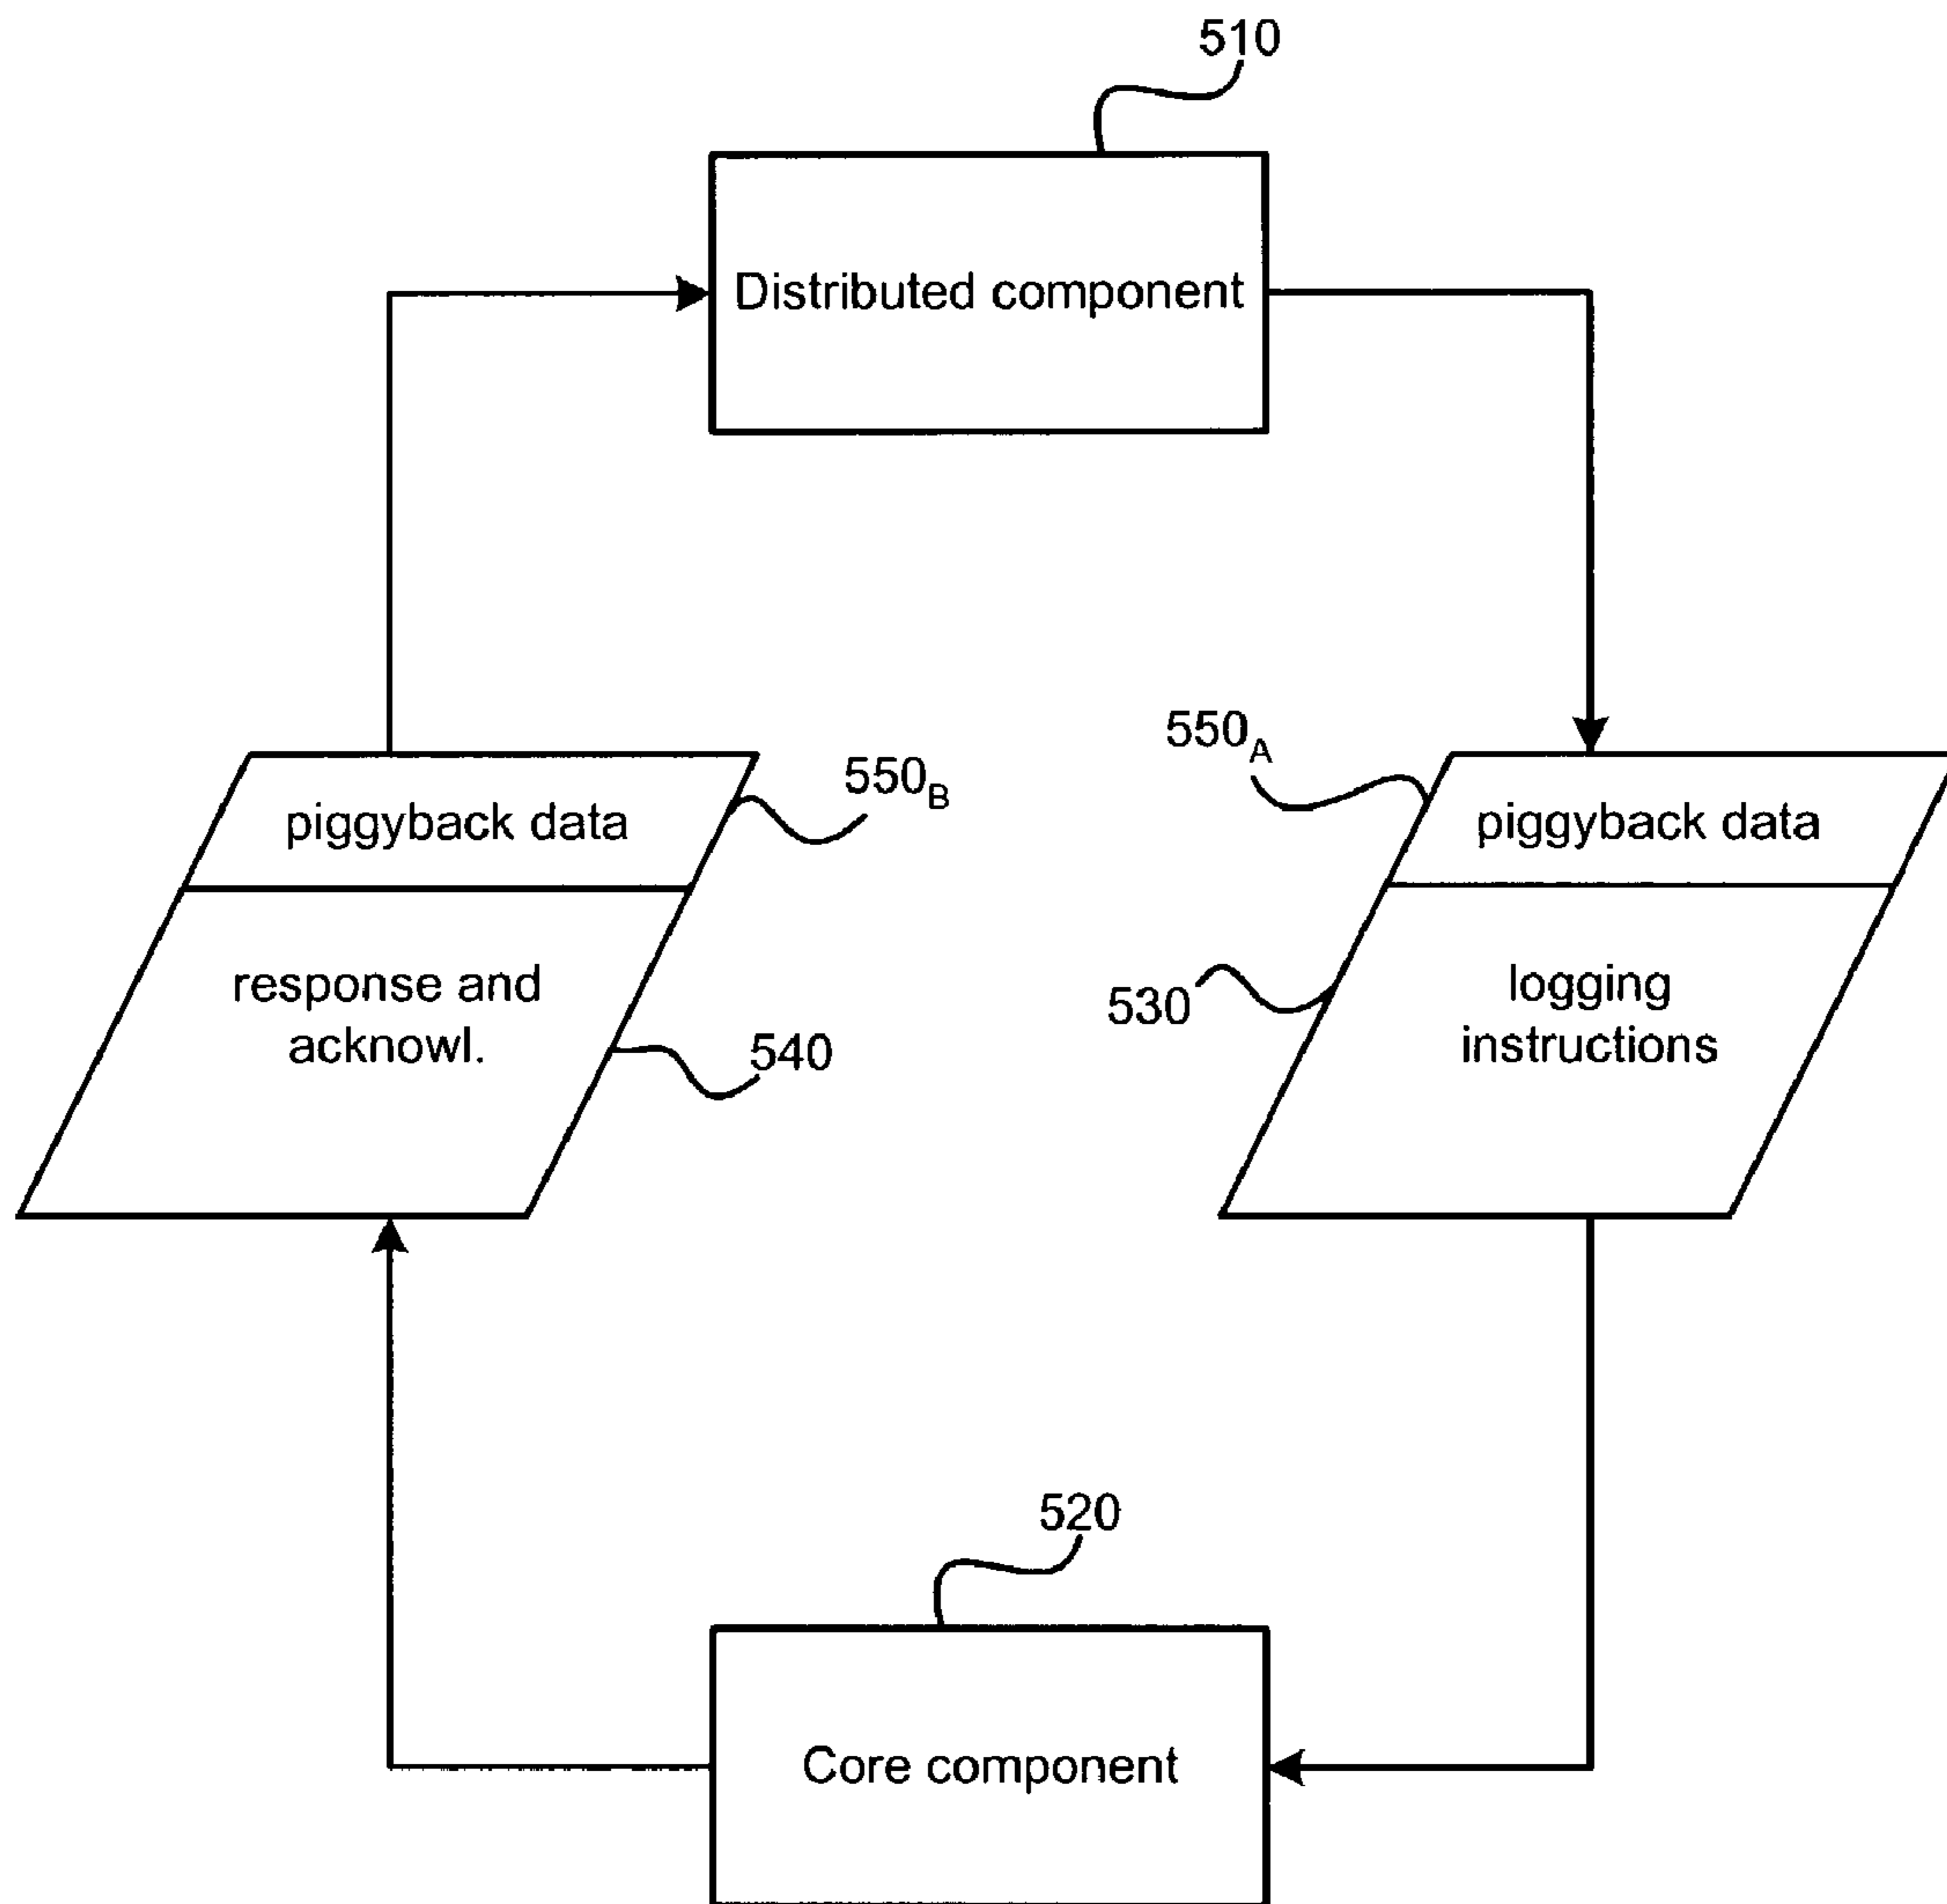 510
Distributed component
550A
550B
piggyback data
piggyback data
response and
acknowl.
logging
instructions
530
540
520
Core component